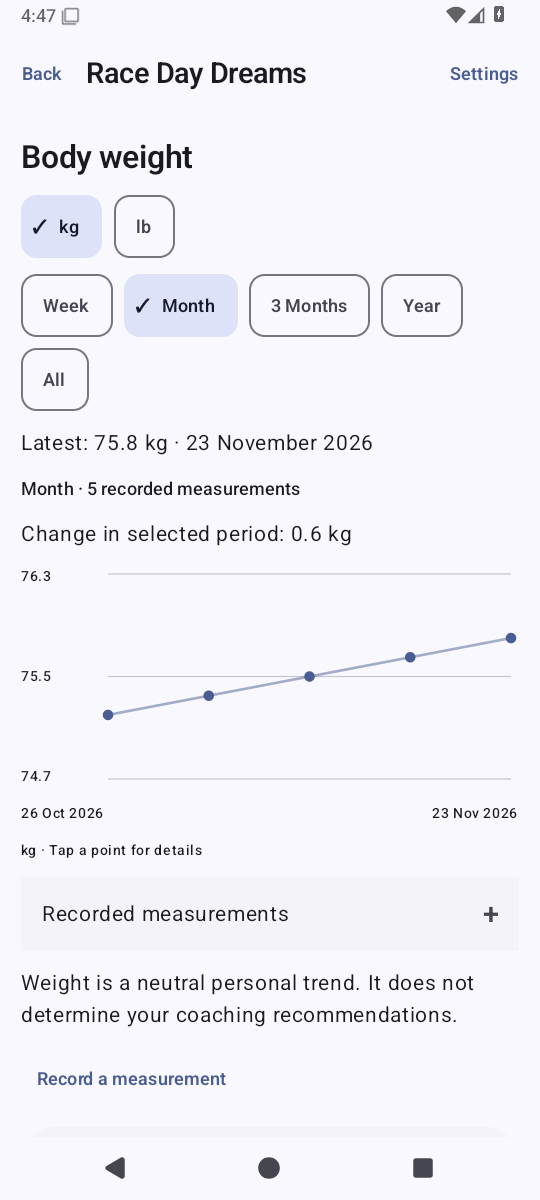 4:47
Back Race Day Dreams Settings
Body weight
✓ kg lb
Week ✓ Month 3 Months Year
All
Latest: 75.8 kg · 23 November 2026
Month · 5 recorded measurements
Change in selected period: 0.6 kg
76.3
75.5
74.7
26 Oct 2026 23 Nov 2026
kg · Tap a point for details
Recorded measurements +
Weight is a neutral personal trend. It does not
determine your coaching recommendations.
Record a measurement